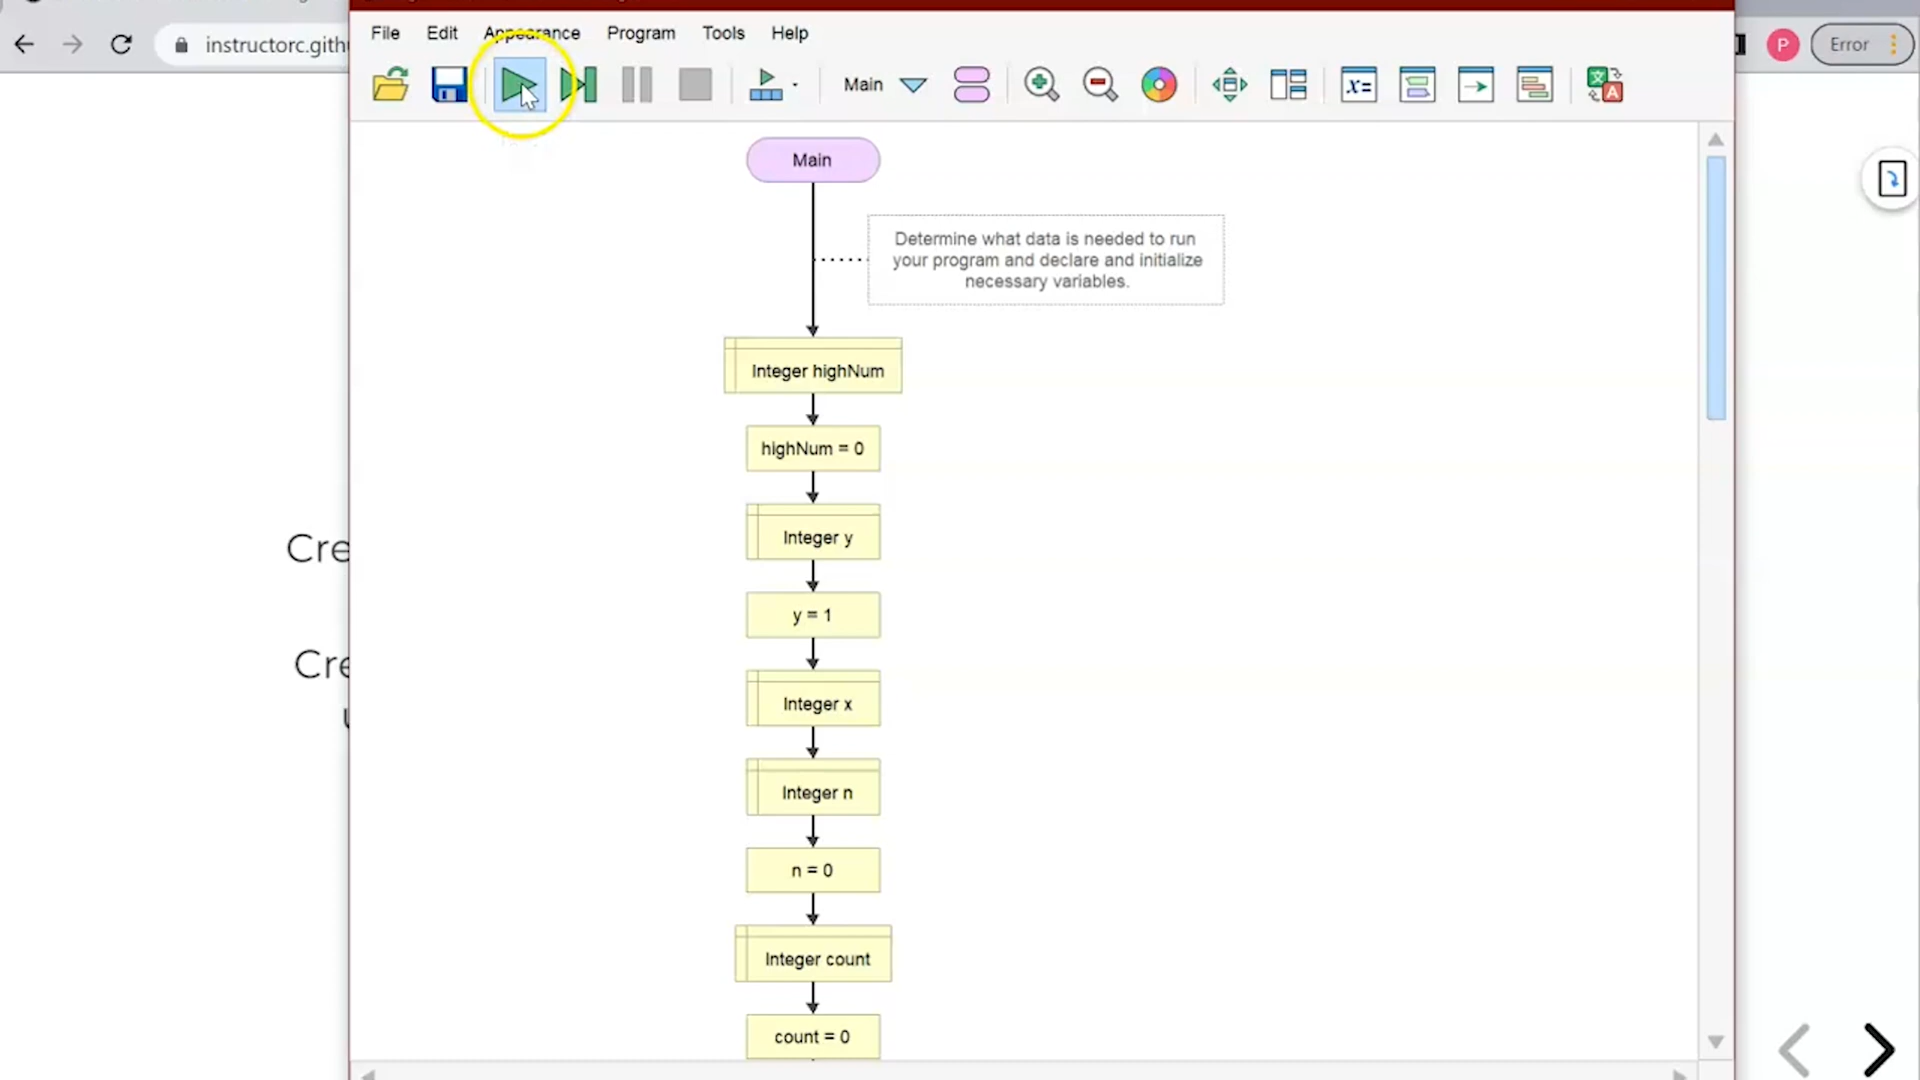 instructorc.gith
P
Error
File Edit Appearance Program Tools Help
Main
x=
A
Main
Determine what data is needed to run
your program and declare and initialize
necessary variables.
Integer highNum
highNum = 0
Integer y
y = 1
Integer x
Integer n
n = 0
Integer count
count = 0
Cre
Cre